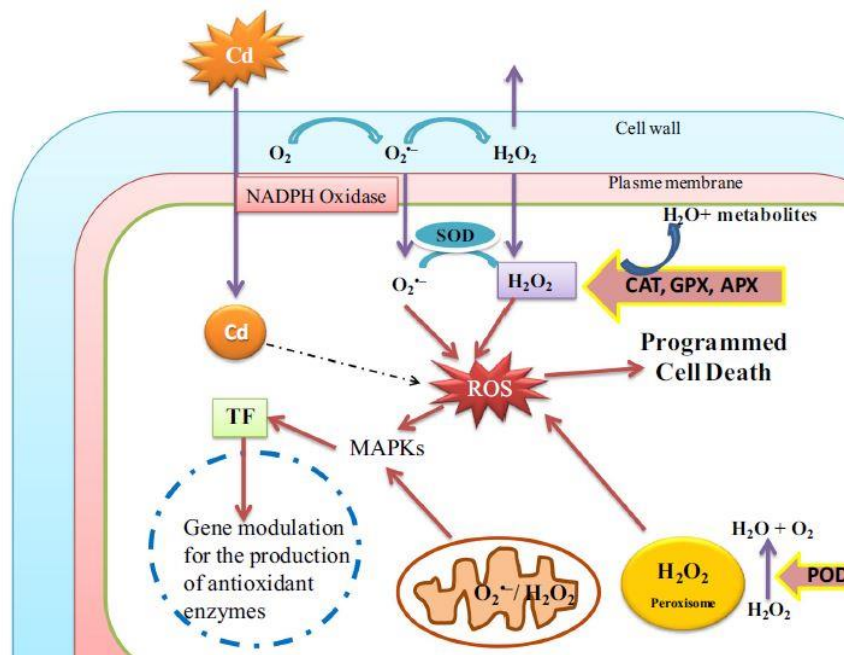 Cd
Cell wall
O₂
O₂•–
H₂O₂
Plasme membrane
NADPH Oxidase
H₂O+ metabolites
SOD
O₂•–
H₂O₂
CAT, GPX, APX
Cd
Programmed
Cell Death
ROS
TF
MAPKs
Gene modulation
for the production
of antioxidant
enzymes
O₂•–/ H₂O₂
H₂O₂
Peroxisome
H₂O + O₂
POD
H₂O₂